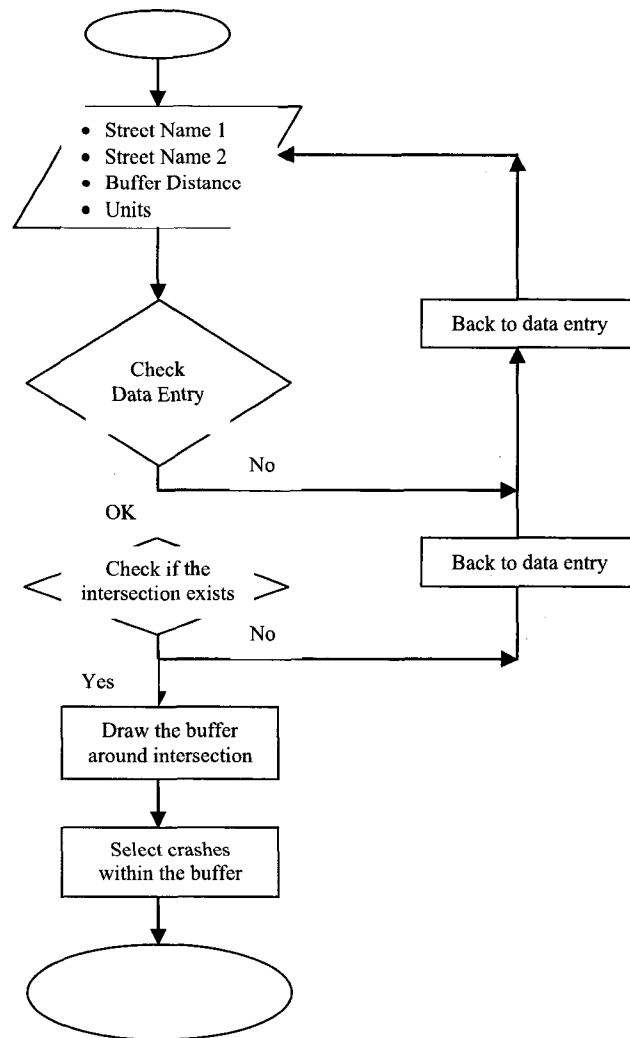 • Street Name 1
• Street Name 2
• Buffer Distance
• Units
Back to data entry
Check
Data Entry
No
OK
Back to data entry
Check if the
intersection exists
No
Yes
Draw the buffer
around intersection
Select crashes
within the buffer